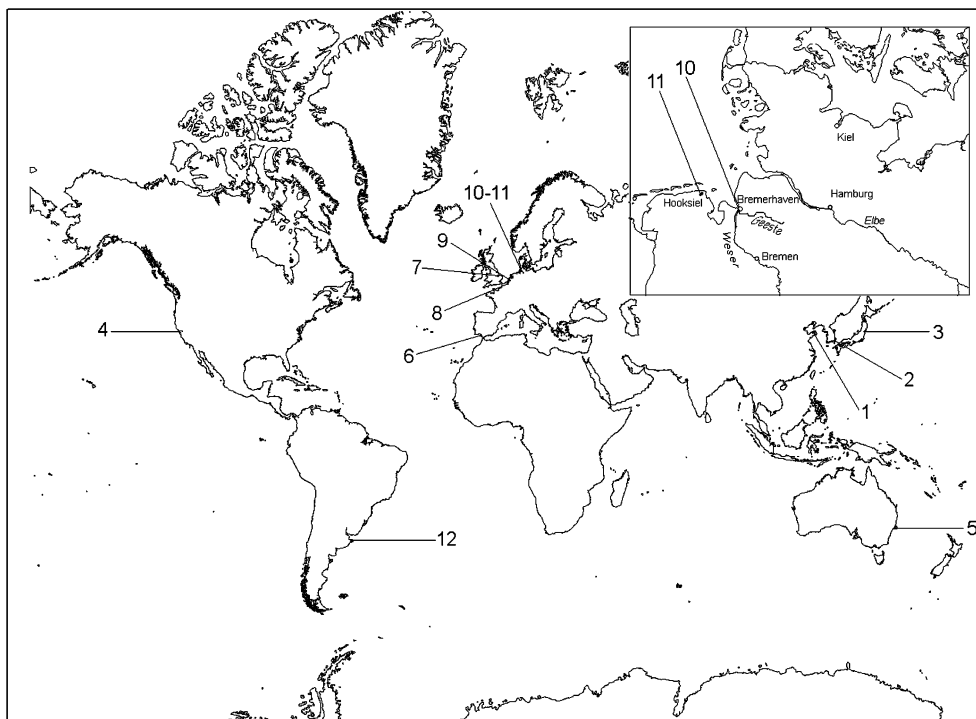 11
10
Kiel
Hooksiel
Bremerhaven
Hamburg
Geeste
Elbe
Weser
Bremen
10-11
9
7
8
4
6
3
2
1
12
5